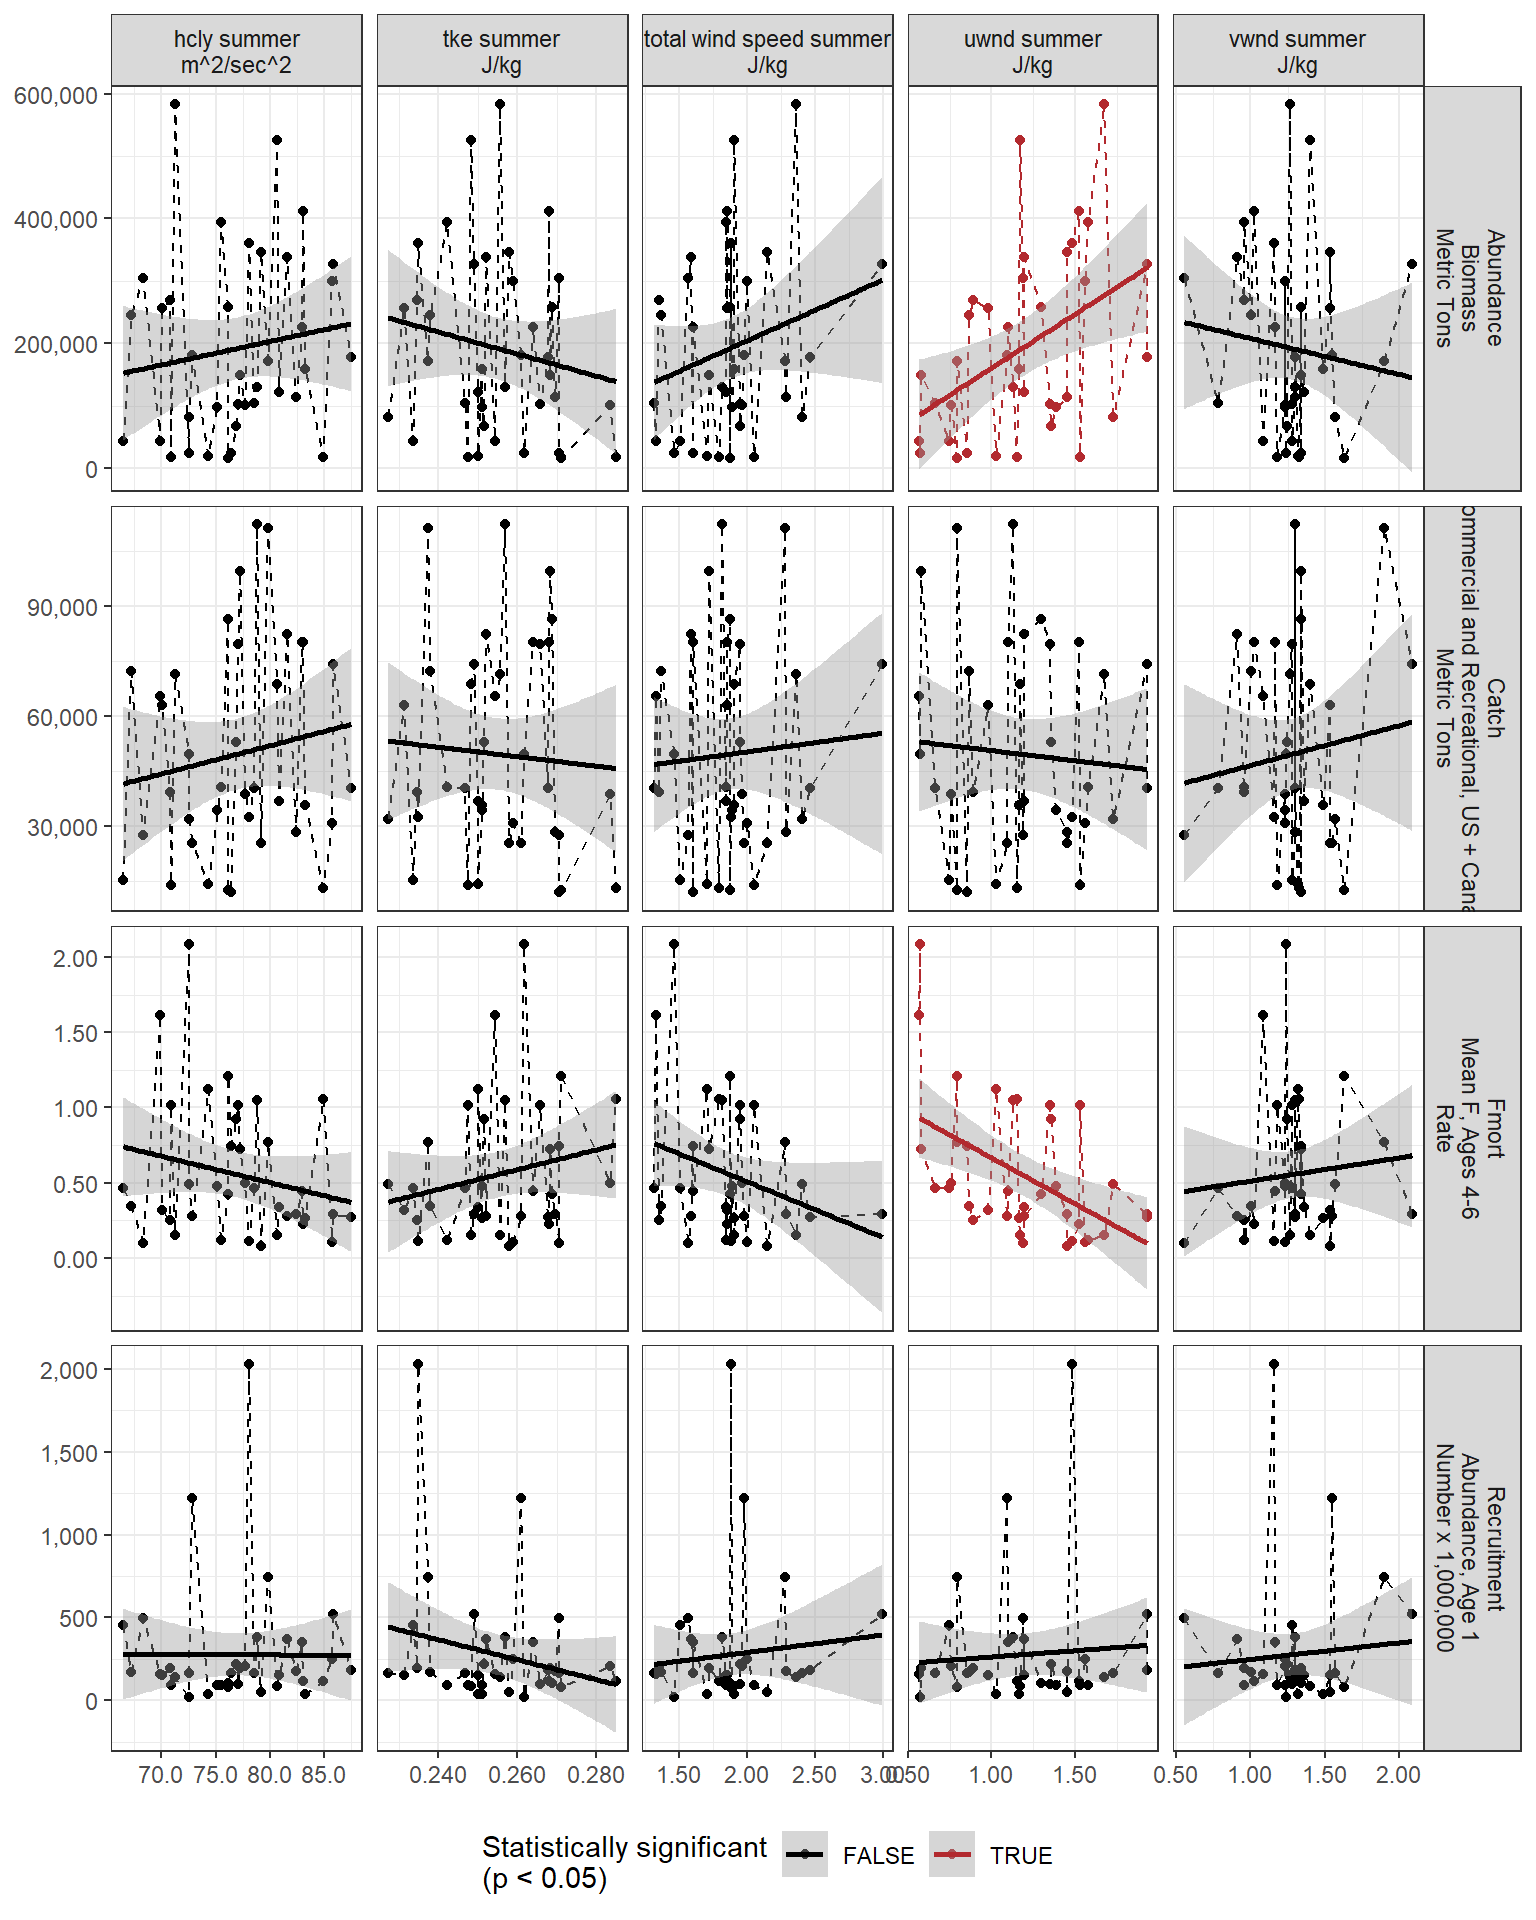 hcly summer
m^2/sec^2
tke summer
J/kg
total wind speed summer
J/kg
uwnd summer
J/kg
vwnd summer
J/kg
600,000
400,000
200,000
0
Abundance
Biomass
Metric Tons
90,000
60,000
30,000
Catch
ommercial and Recreational, US + Cana
Metric Tons
2.00
1.50
1.00
0.50
0.00
Fmort
Mean F, Ages 4-6
Rate
2,000
1,500
1,000
500
0
Recruitment
Abundance, Age 1
Number x 1,000,000
70.0 75.0 80.0 85.0
0.240 0.260 0.280
1.50 2.00 2.50 3.00
0.50 1.00 1.50
0.50 1.00 1.50 2.00
Statistically significant
(p < 0.05)
FALSE
TRUE